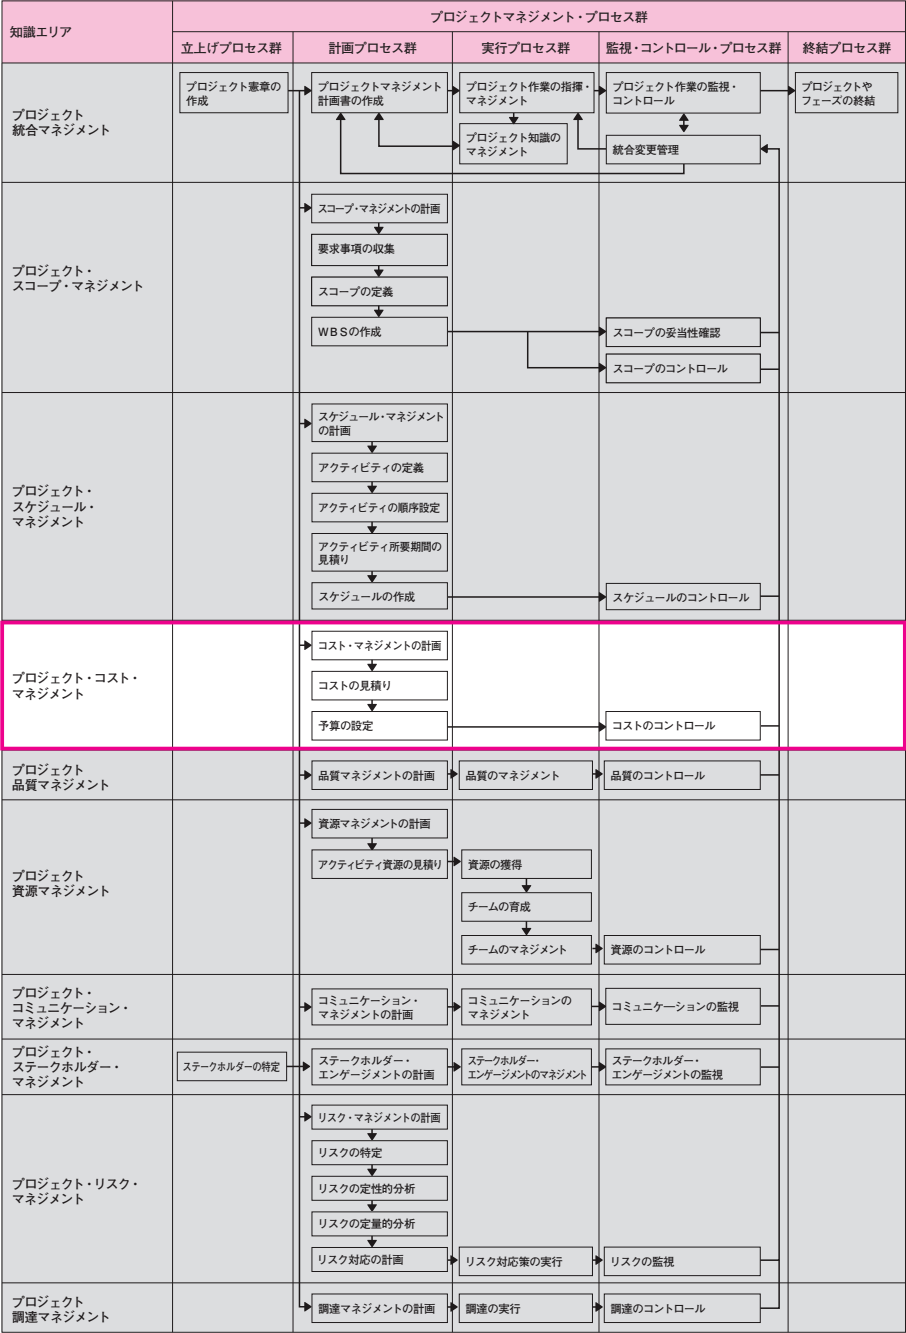 知識エリア
プロジェクトマネジメント・プロセス群
立上げプロセス群
計画プロセス群
実行プロセス群
監視・コントロール・プロセス群
終結プロセス群
プロジェクト
統合マネジメント
プロジェクト憲章の
作成
プロジェクトマネジメント
計画書の作成
プロジェクト作業の指揮・
マネジメント
プロジェクト知識の
マネジメント
プロジェクト作業の監視・
コントロール
統合変更管理
プロジェクトや
フェーズの終結
プロジェクト・
スコープ・マネジメント
スコープ・マネジメントの計画
要求事項の収集
スコープの定義
WBSの作成
スコープの妥当性確認
スコープのコントロール
プロジェクト・
スケジュール・
マネジメント
スケジュール・マネジメント
の計画
アクティビティの定義
アクティビティの順序設定
アクティビティ所要期間の
見積り
スケジュールの作成
スケジュールのコントロール
プロジェクト・コスト・
マネジメント
コスト・マネジメントの計画
コストの見積り
予算の設定
コストのコントロール
プロジェクト
品質マネジメント
品質マネジメントの計画
品質のマネジメント
品質のコントロール
プロジェクト
資源マネジメント
資源マネジメントの計画
アクティビティ資源の見積り
資源の獲得
チームの育成
チームのマネジメント
資源のコントロール
プロジェクト・
コミュニケーション・
マネジメント
コミュニケーション・
マネジメントの計画
コミュニケーションの
マネジメント
コミュニケーションの監視
プロジェクト・
ステークホルダー・
マネジメント
ステークホルダーの特定
ステークホルダー・
エンゲージメントの計画
ステークホルダー・
エンゲージメントのマネジメント
ステークホルダー・
エンゲージメントの監視
プロジェクト・リスク・
マネジメント
リスク・マネジメントの計画
リスクの特定
リスクの定性的分析
リスクの定量的分析
リスク対応の計画
リスク対応策の実行
リスクの監視
プロジェクト
調達マネジメント
調達マネジメントの計画
調達の実行
調達のコントロール